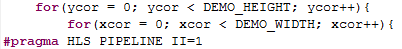 for(ycor = 0; ycor < DEMO_HEIGHT; ycor++){
for(xcor = 0; xcor < DEMO_WIDTH; xcor++){
#pragma HLS PIPELINE II=1